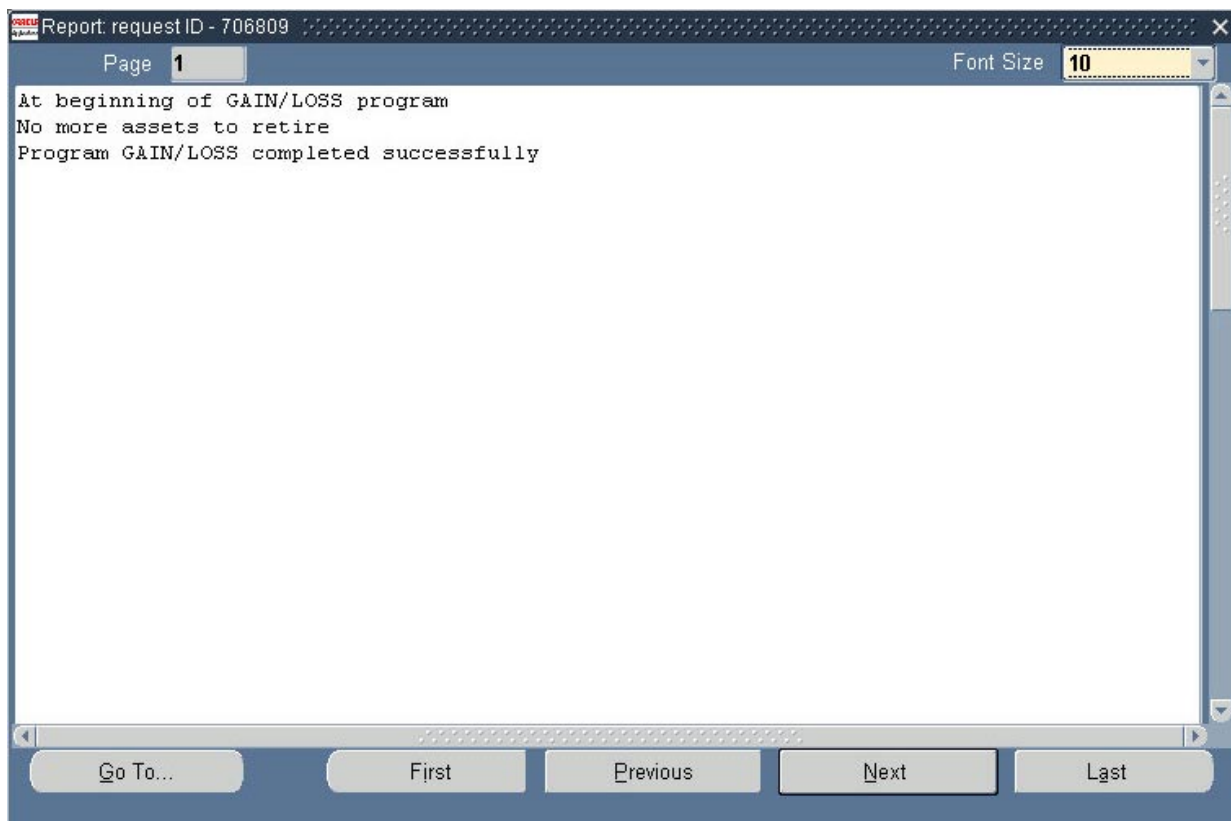 ORACLE
Report: request ID - 706809
Page 1
Font Size 10
At beginning of GAIN/LOSS program
No more assets to retire
Program GAIN/LOSS completed successfully
Go To...
First
Previous
Next
Last